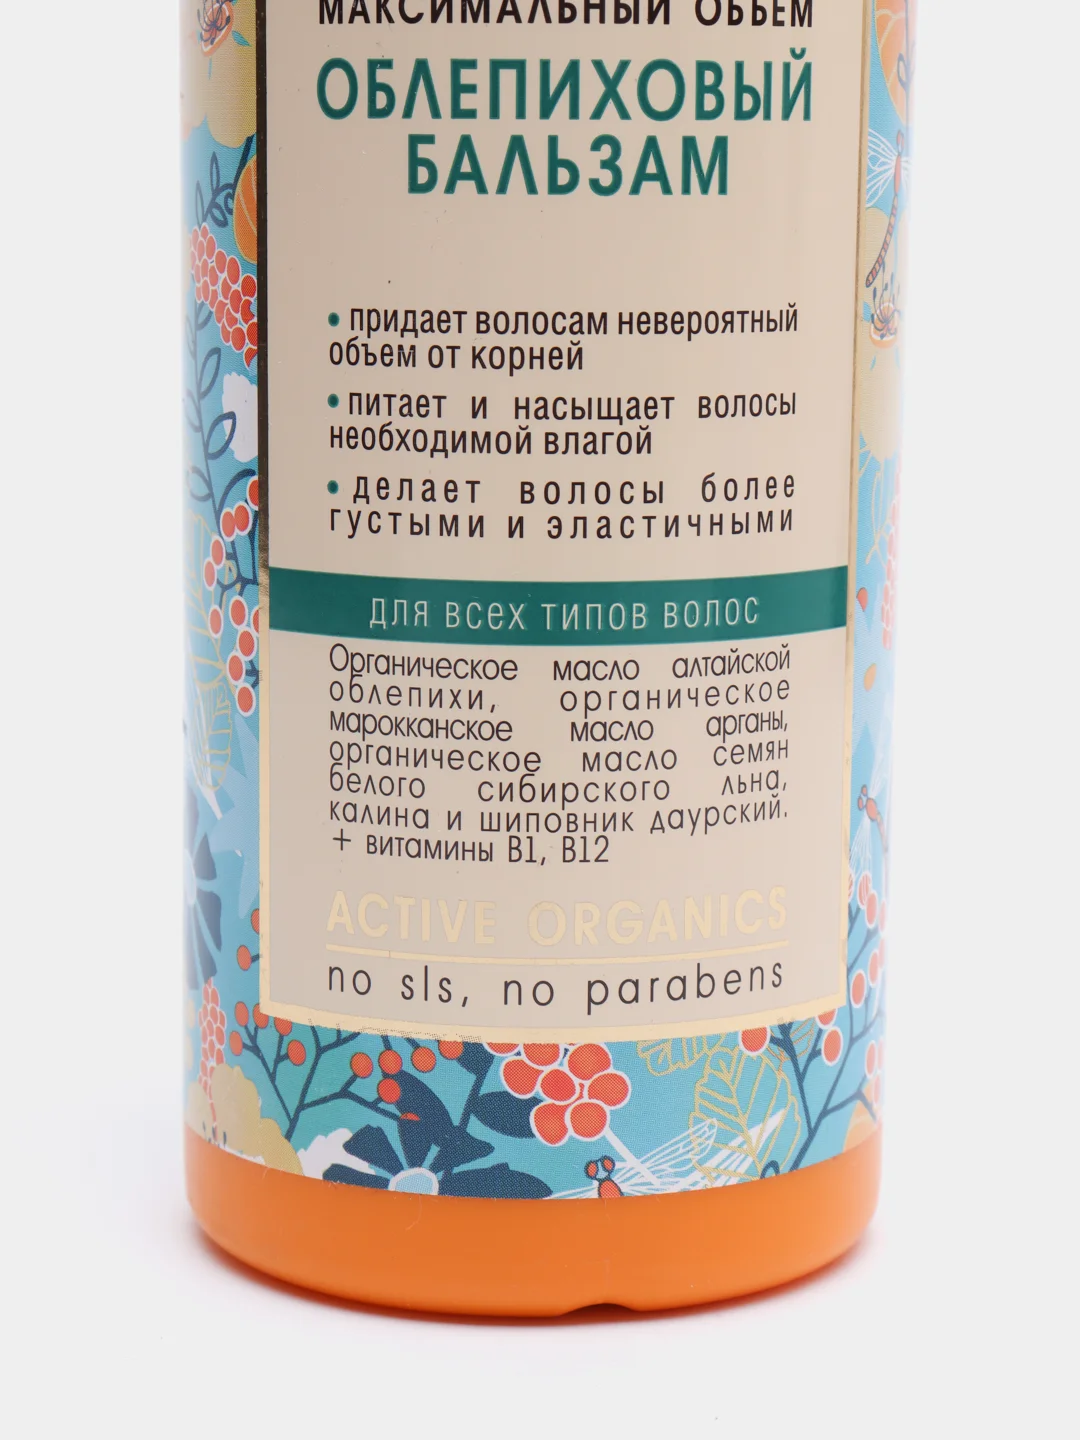 МАКСИМАЛЬНЫЙ ОБЪЕМ
ОБЛЕПИХОВЫЙ
БАЛЬЗАМ
• придает волосам невероятный
объем от корней
• питает и насыщает волосы
необходимой влагой
• делает волосы более
густыми и эластичными
для всех типов волос
Органическое масло алтайской
облепихи, органическое
марокканское масло арганы,
органическое масло семян
белого сибирского льна,
калина и шиповник даурский.
+ витамины B1, B12
ACTIVE ORGANICS
no sls, no parabens